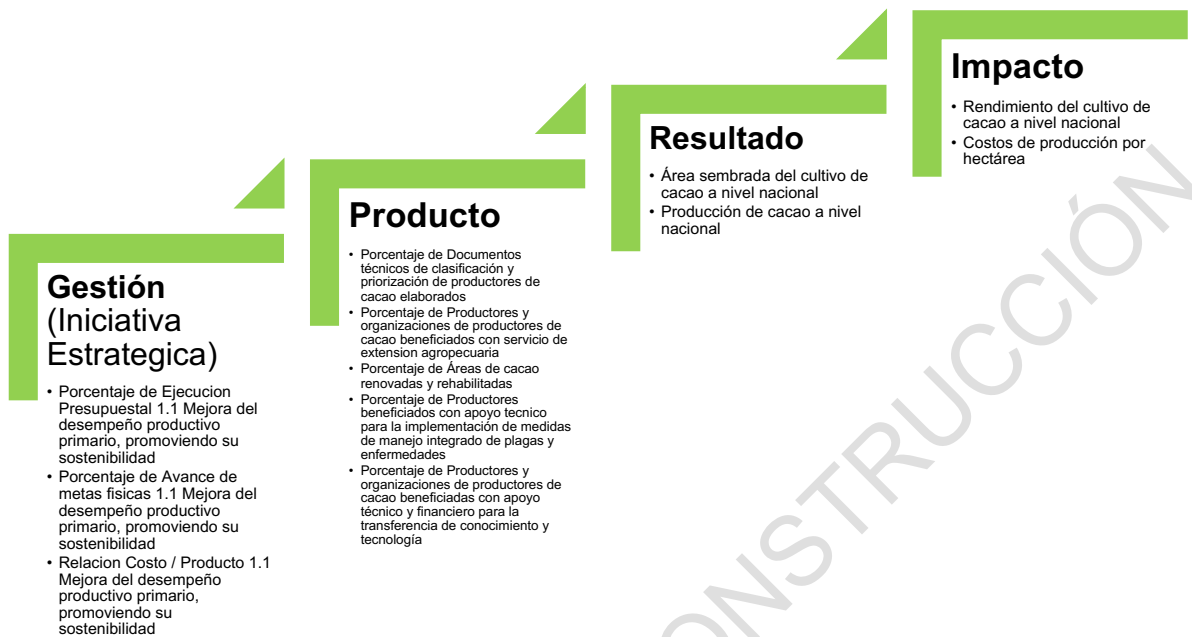 Gestión
(Iniciativa
Estrategica)
• Porcentaje de Ejecucion
Presupuestal 1.1 Mejora del
desempeño productivo
primario, promoviendo su
sostenibilidad
• Porcentaje de Avance de
metas fisicas 1.1 Mejora del
desempeño productivo
primario, promoviendo su
sostenibilidad
• Relacion Costo / Producto 1.1
Mejora del desempeño
productivo primario,
promoviendo su
sostenibilidad
Producto
• Porcentaje de Documentos
técnicos de clasificación y
priorización de productores de
cacao elaborados
• Porcentaje de Productores y
organizaciones de productores de
cacao beneficiados con servicio de
extension agropecuaria
• Porcentaje de Áreas de cacao
renovadas y rehabilitadas
• Porcentaje de Productores
beneficiados con apoyo tecnico
para la implementación de medidas
de manejo integrado de plagas y
enfermedades
• Porcentaje de Productores y
organizaciones de productores de
cacao beneficiadas con apoyo
técnico y financiero para la
transferencia de conocimiento y
tecnología
Resultado
• Área sembrada del cultivo de
cacao a nivel nacional
• Producción de cacao a nivel
nacional
Impacto
• Rendimiento del cultivo de
cacao a nivel nacional
• Costos de producción por
hectárea
ONSTRUCCIÓN